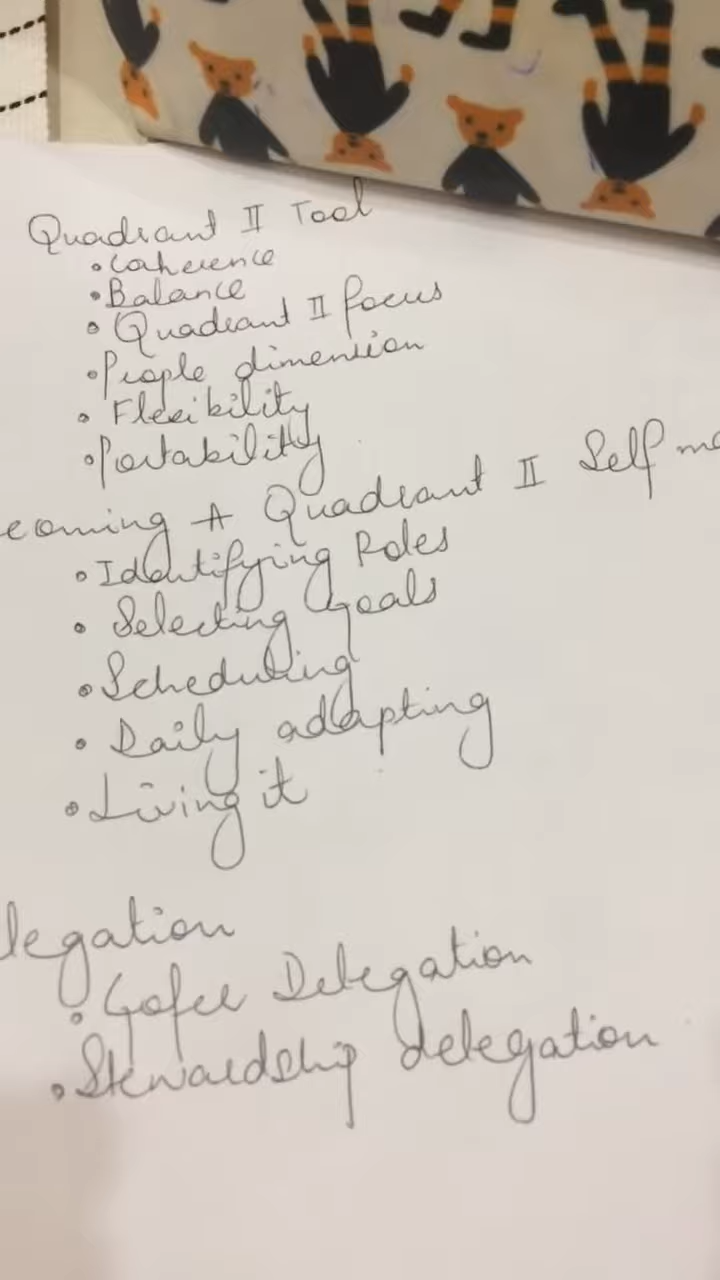 Quadrant II Tool
• Coherence
• Balance
• Quadrant II focus
• People dimension
• Flexibility
• Portability
ecoming A Quadrant II Self m
• Identifying Roles
• Selecting goals
• Scheduling
• Daily adapting
• Living it
legation
• Gofer Delegation
• Stewardship delegation